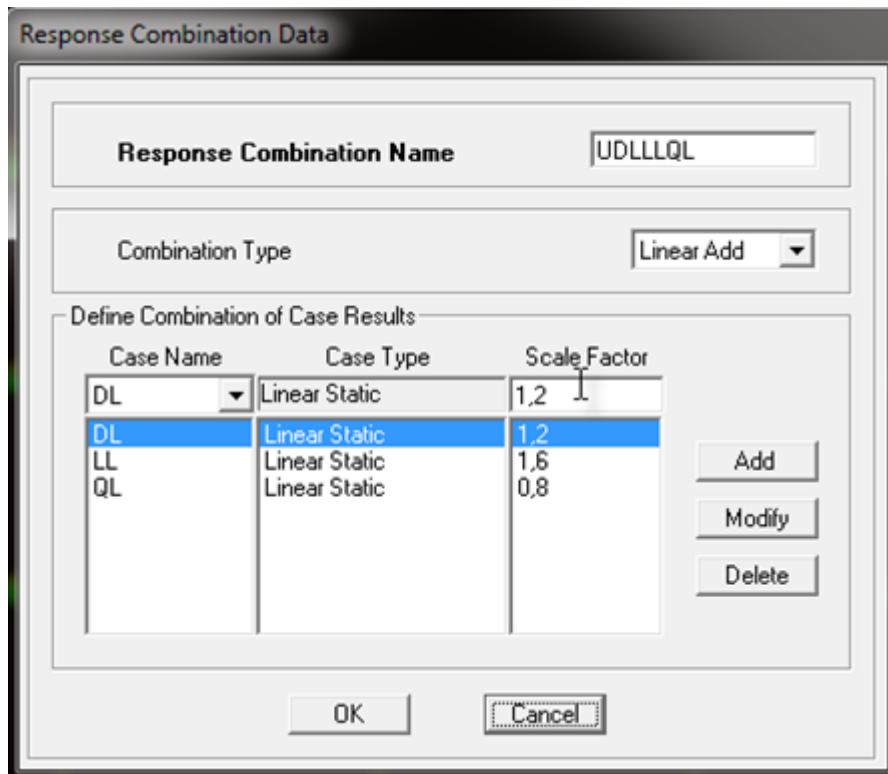 Response Combination Data
Response Combination Name UDLLLQL
Combination Type Linear Add
Define Combination of Case Results
Case Name Case Type Scale Factor
DL Linear Static 1,2
DL Linear Static 1,2
LL Linear Static 1,6
QL Linear Static 0,8
Add
Modify
Delete
OK Cancel